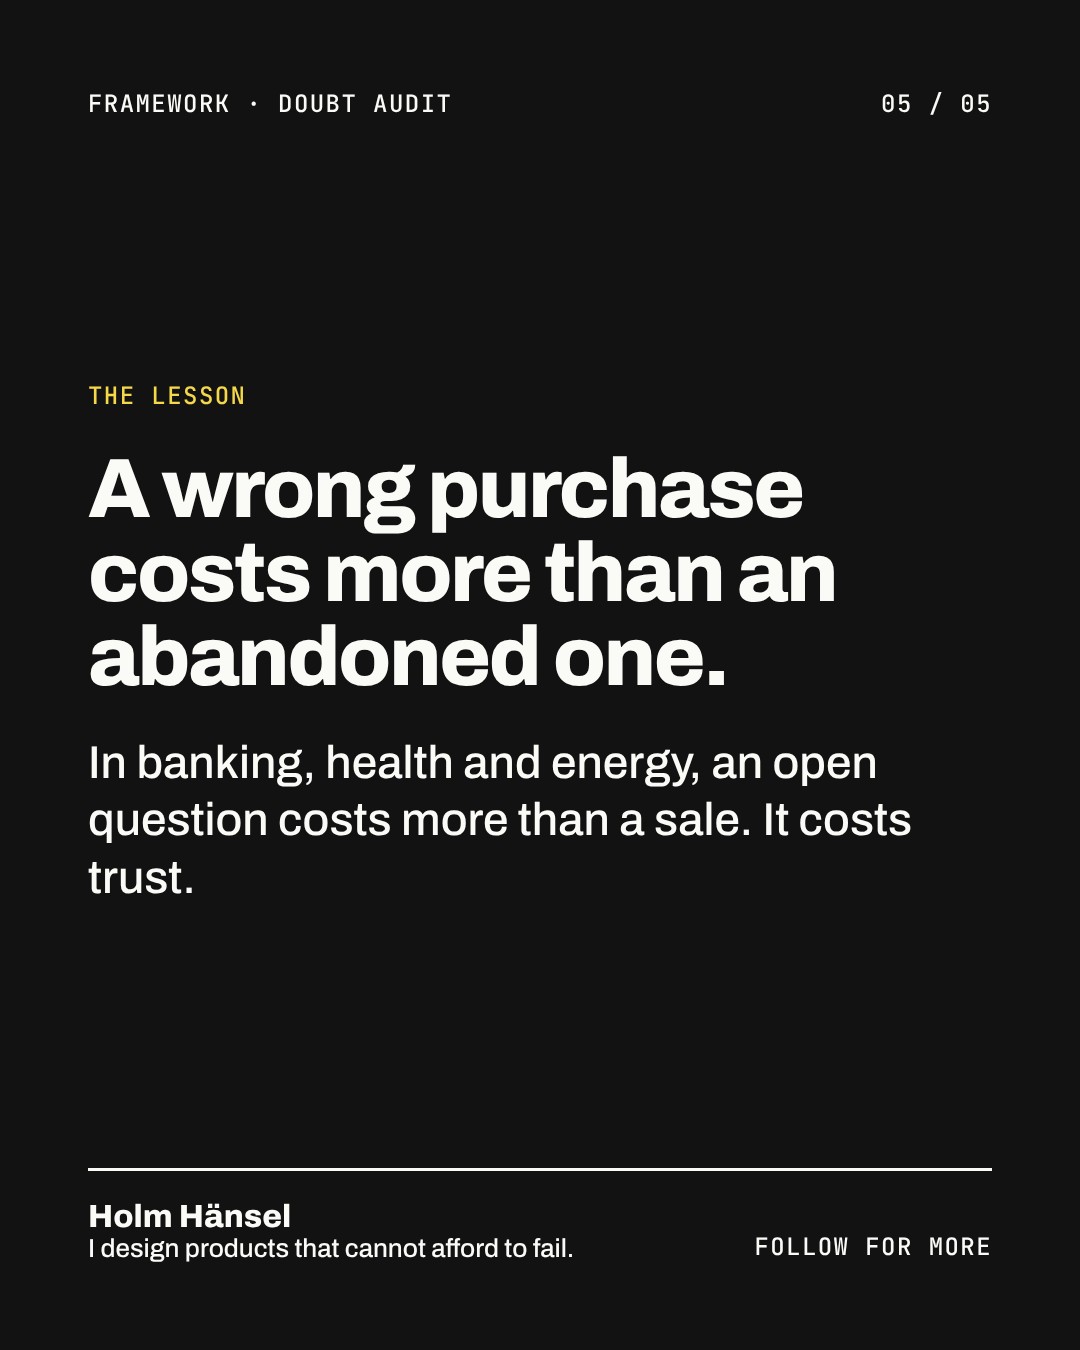 FRAMEWORK · DOUBT AUDIT
05 / 05
THE LESSON
A wrong purchase
costs more than an
abandoned one.
In banking, health and energy, an open
question costs more than a sale. It costs
trust.
Holm Hänsel
I design products that cannot afford to fail.
FOLLOW FOR MORE